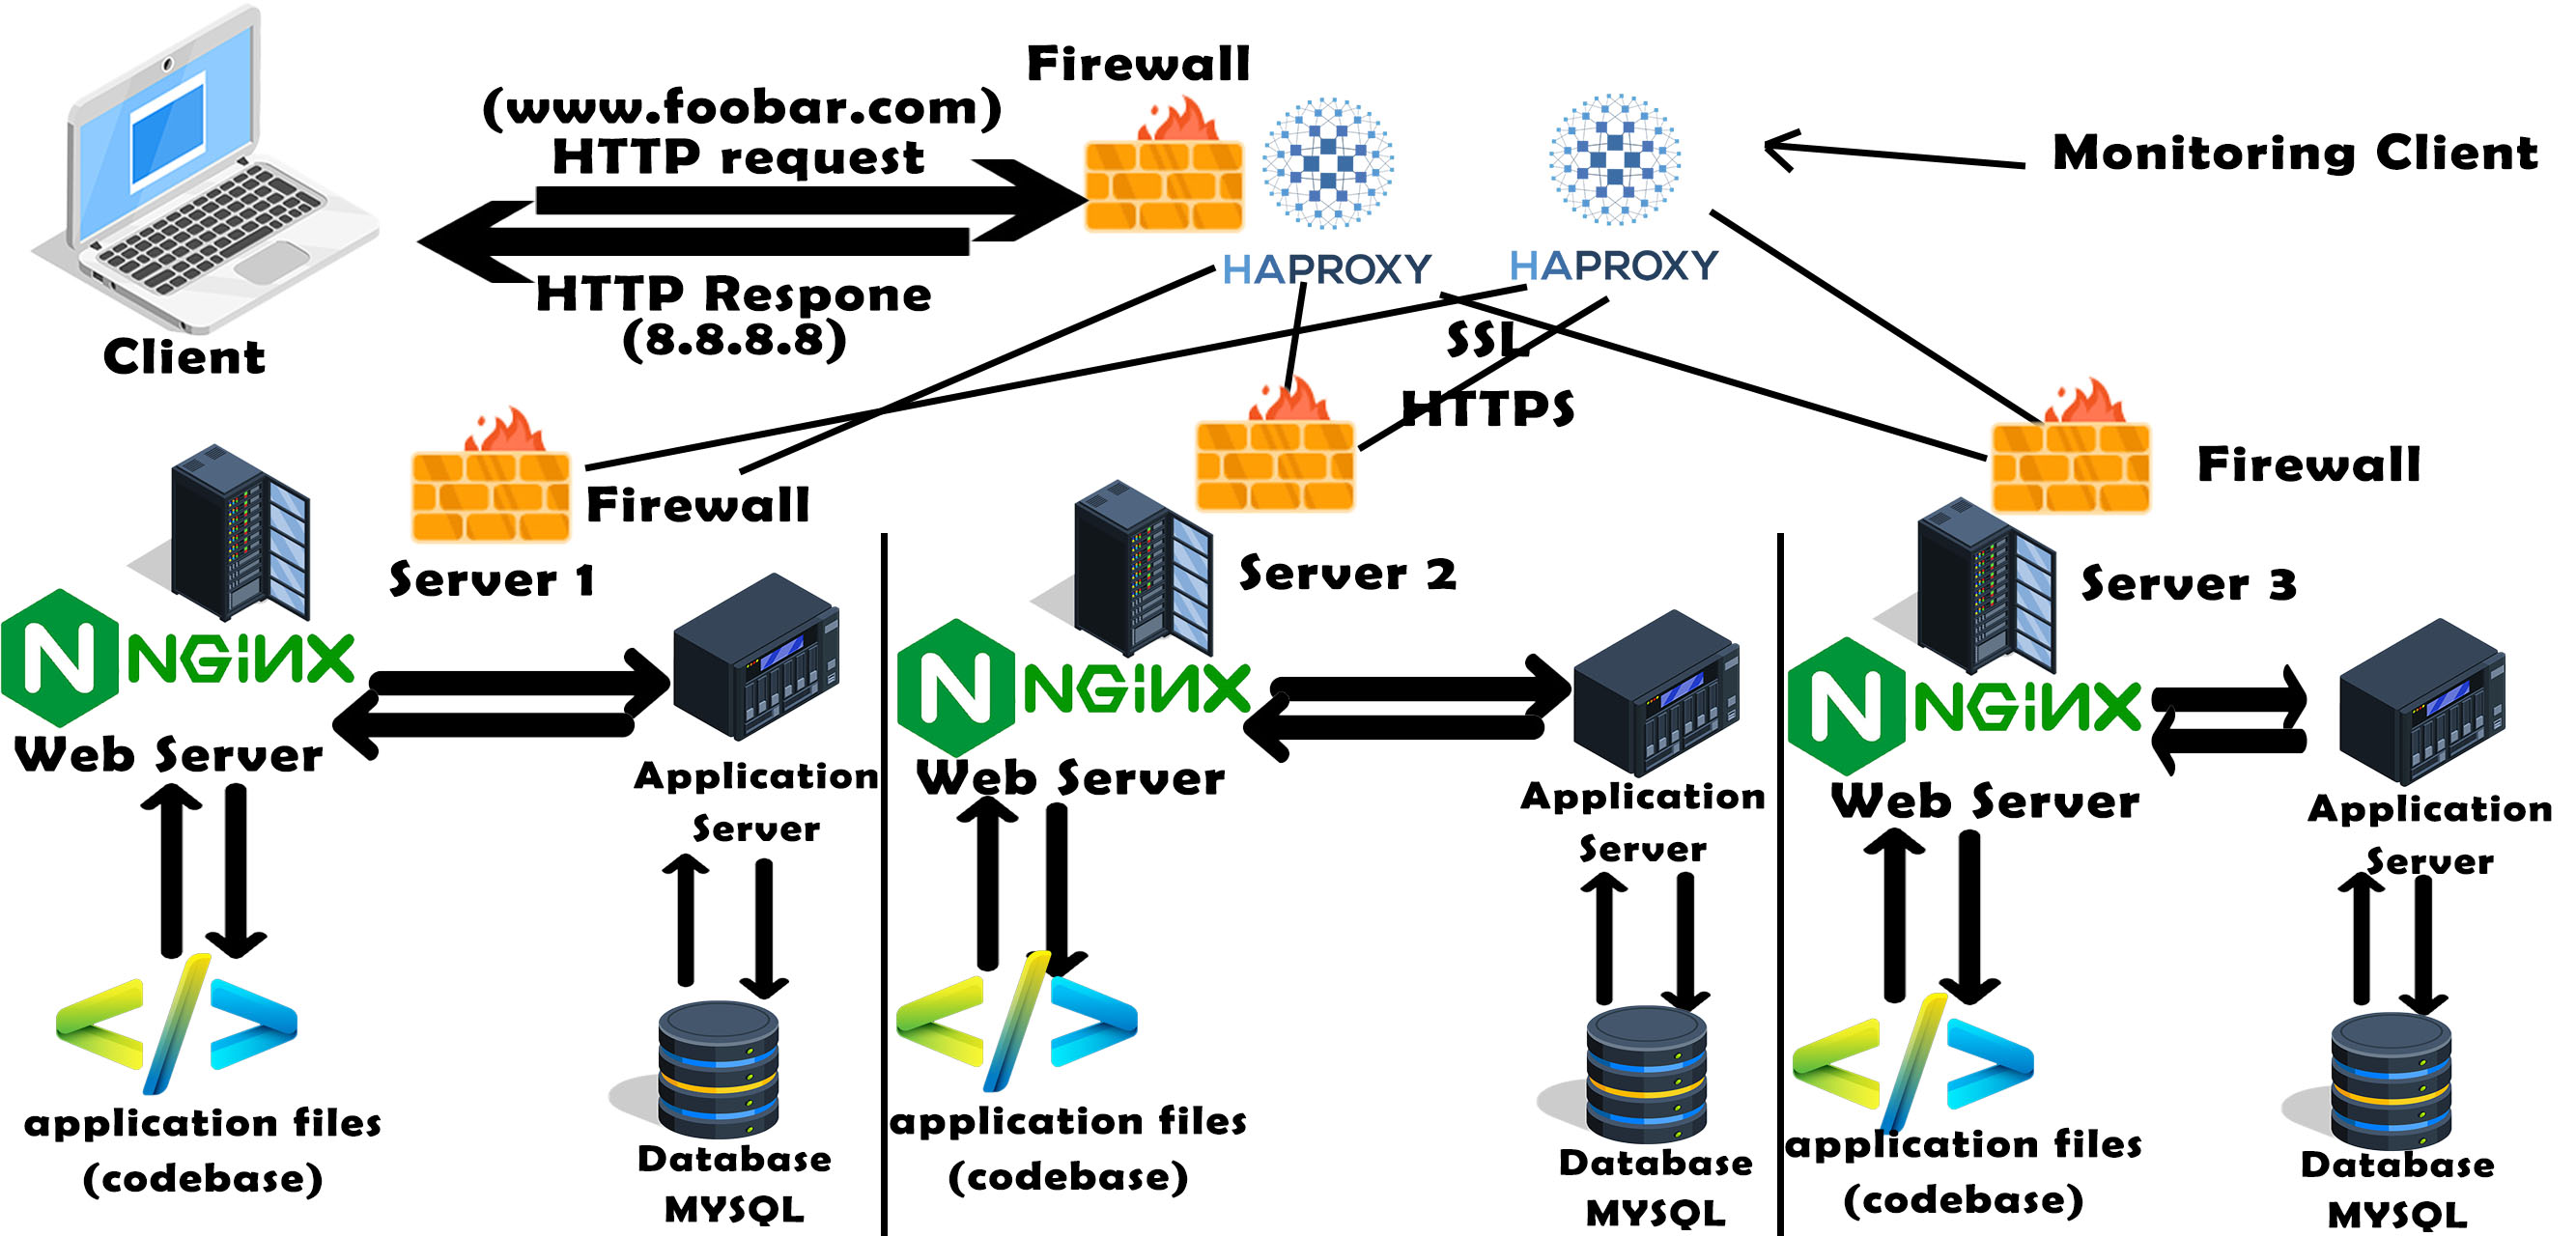 Firewall
(www.foobar.com)
HTTP request
Monitoring Client
HAPROXY
HAPROXY
HTTP Respone
(8.8.8.8)
Client
SSL
HTTPS
Firewall
Firewall
Server 1
Server 2
Server 3
N NGiNX
N NGiNX
N NGiNX
Web Server
Web Server
Web Server
Application
Server
Application
Server
Application
Server
application files
(codebase)
Database
MYSQL
application files
(codebase)
Database
MYSQL
application files
(codebase)
Database
MYSQL